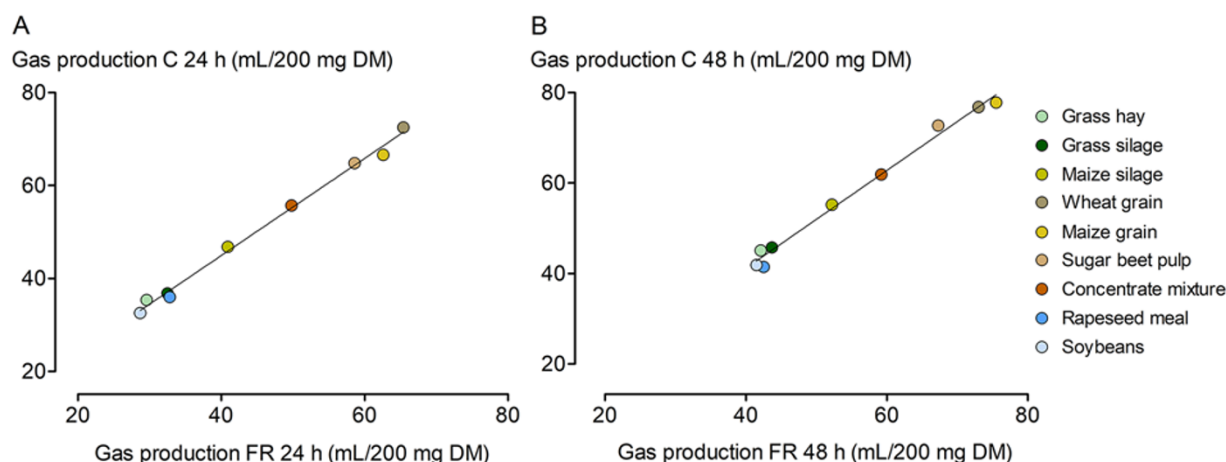 A
Gas production C 24 h (mL/200 mg DM)
80
60
40
20
20 40 60 80
Gas production FR 24 h (mL/200 mg DM)
B
Gas production C 48 h (mL/200 mg DM)
80
60
40
20
20 40 60 80
Gas production FR 48 h (mL/200 mg DM)
Grass hay
Grass silage
Maize silage
Wheat grain
Maize grain
Sugar beet pulp
Concentrate mixture
Rapeseed meal
Soybeans